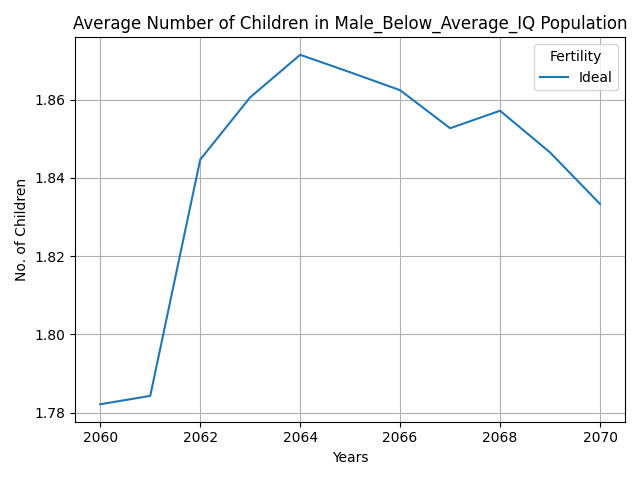 Average Number of Children in Male_Below_Average_IQ Population
Fertility
Ideal
No. of Children
1.86
1.84
1.82
1.80
1.78
2060
2062
2064
2066
2068
2070
Years